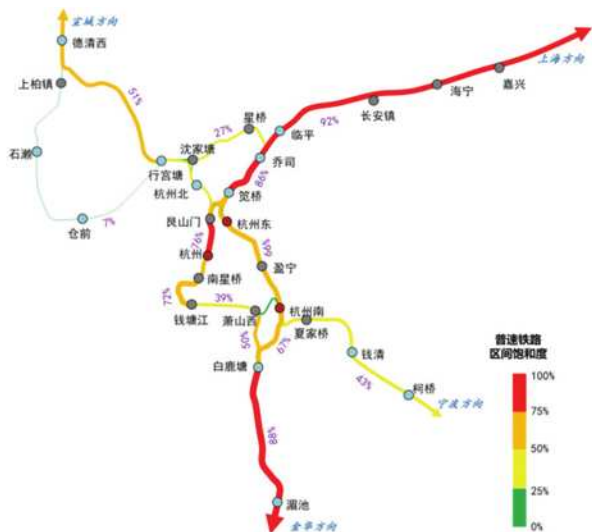 宣城方向
德清西
上海方向
嘉兴
海宁
长安镇
上柏镇
51%
星桥
临平
92%
27%
沈家塘
乔司
石濑
行宫塘
86%
杭州北
笕桥
仓前
7%
艮山门
杭州东
76%
杭州
66%
盈宁
南星桥
72%
39%
杭州南
钱塘江
萧山西
夏家桥
50%
67%
钱清
白鹿塘
43%
柯桥
宁波方向
88%
湄池
金华方向
普速铁路
区间饱和度
100%
75%
50%
25%
0%